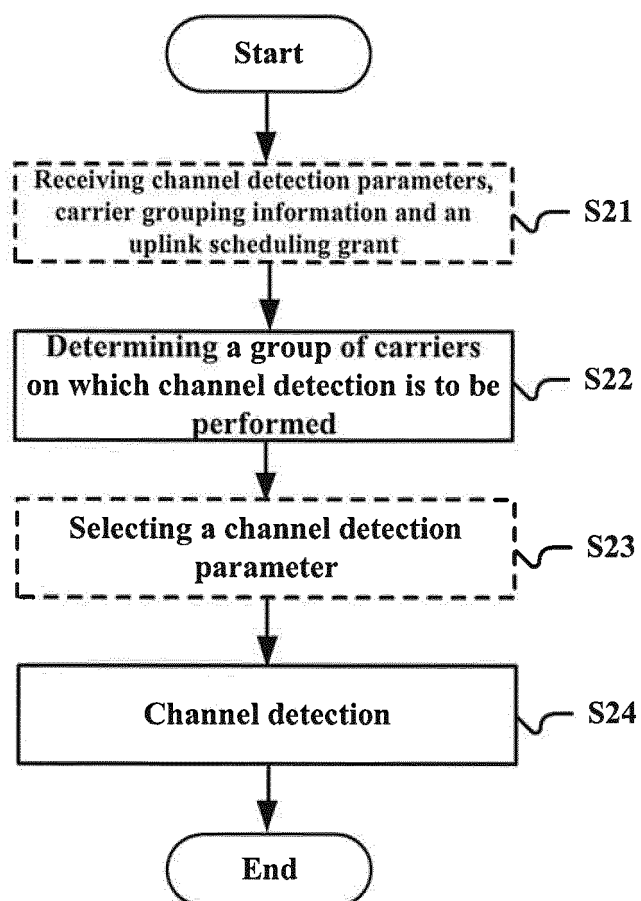 Start
Receiving channel detection parameters,
carrier grouping information and an
uplink scheduling grant
S21
Determining a group of carriers
on which channel detection is to be
performed
S22
Selecting a channel detection
parameter
S23
Channel detection
S24
End